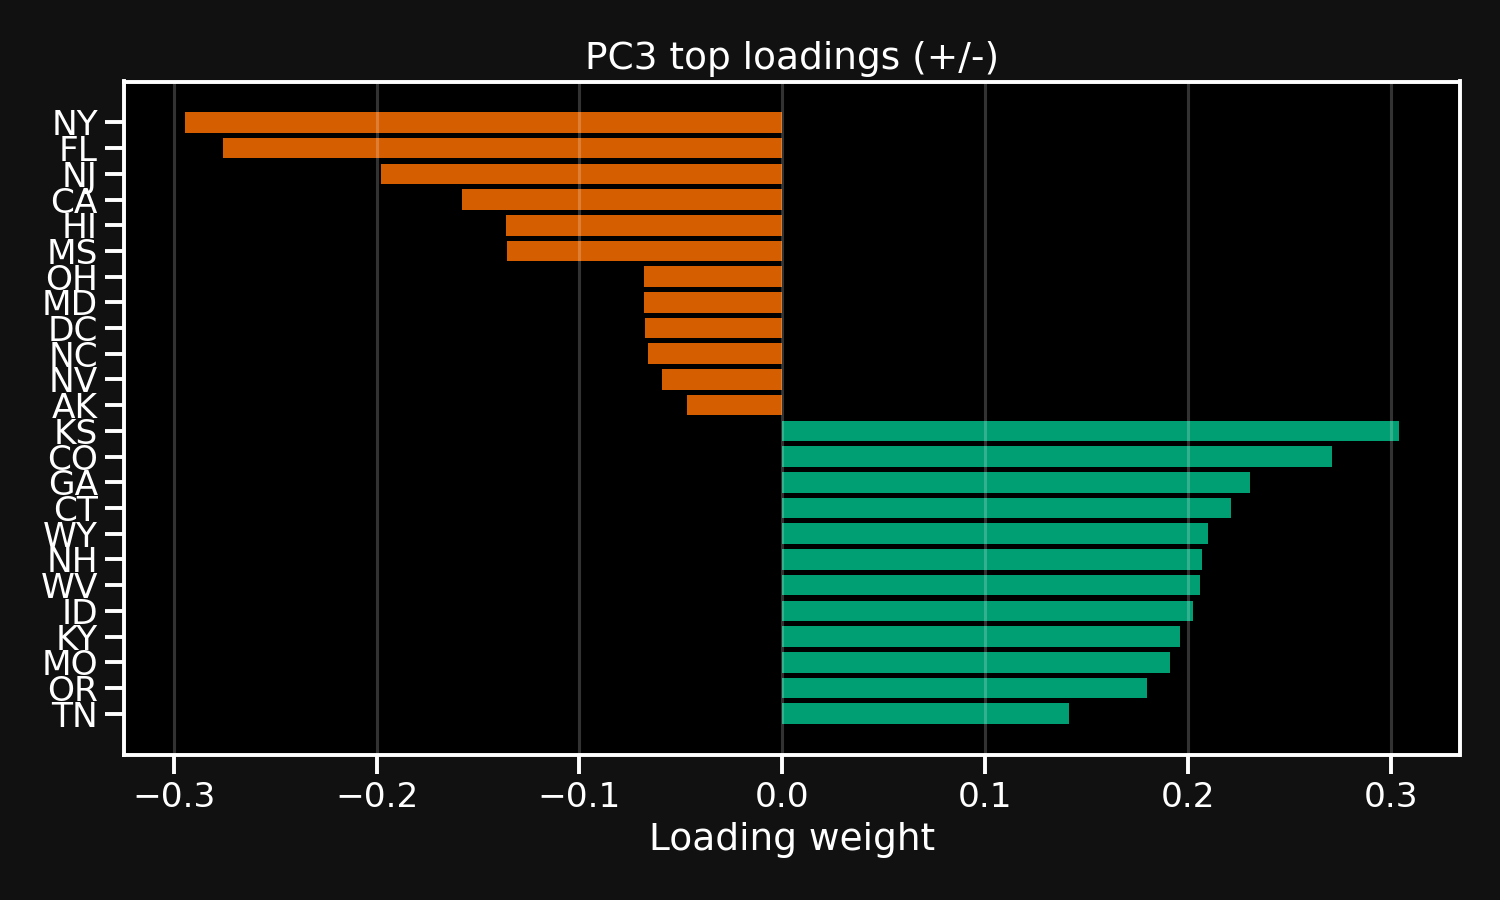 PC3 top loadings (+/-)
NY
FL
NJ
CA
HI
MS
OH
MD
DC
NC
NV
AK
KS
CO
GA
CT
WY
NH
WV
ID
KY
MO
OR
TN
−0.3 −0.2 −0.1 0.0 0.1 0.2 0.3
Loading weight